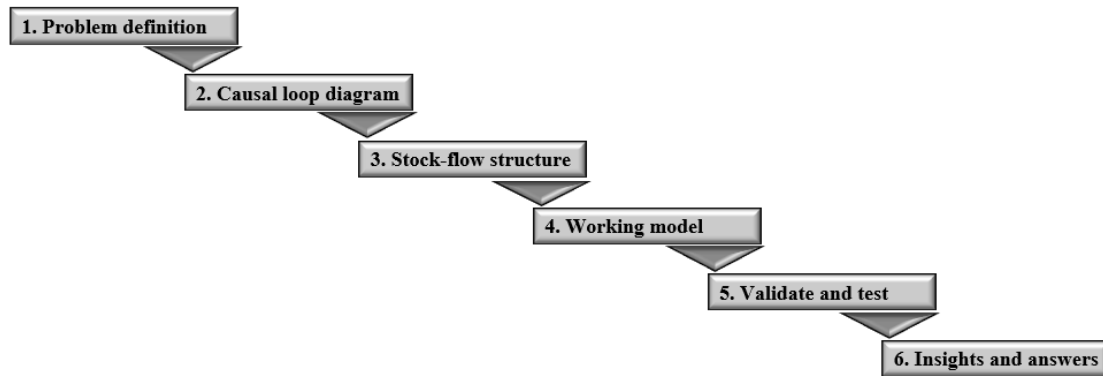 1. Problem definition
2. Causal loop diagram
3. Stock-flow structure
4. Working model
5. Validate and test
6. Insights and answers